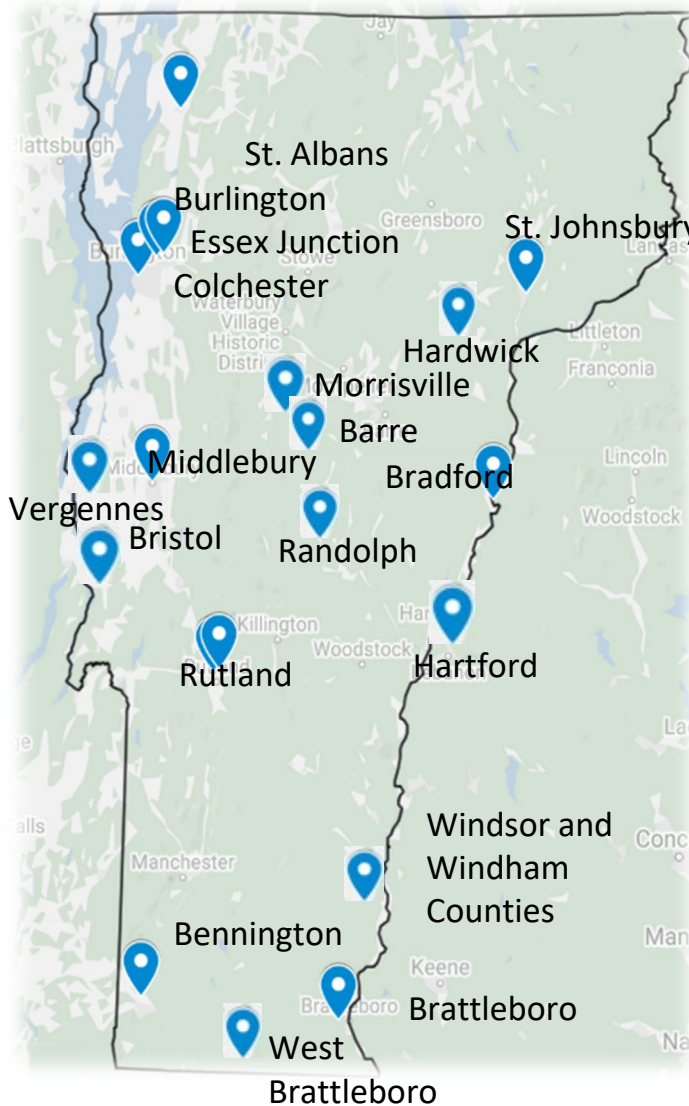 Jay
Plattsburgh
St. Albans
Burlington
Greensboro
St. Johnsbury
Essex Junction
Stowe
Colchester
Waterbury
Village
Historic
Hardwick
Littleton
Franconia
Morrisville
Barre
Middlebury
Bradford
Lincoln
Vergennes
Woodstock
Bristol
Randolph
Killington
Woodstock
Rutland
Hartford
Windsor and
Windham
Counties
Manchester
Bennington
Keene
Brattleboro
West
Brattleboro